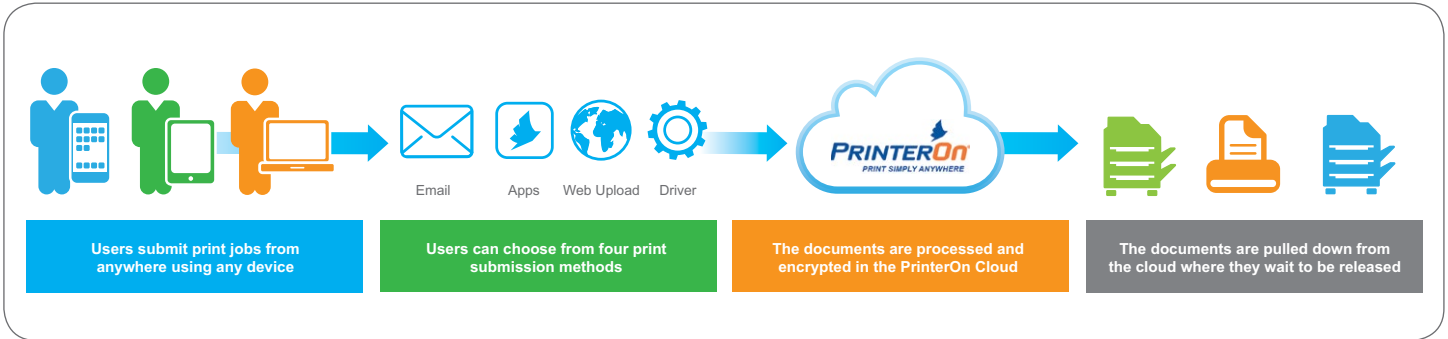 Email
Apps
Web Upload
Driver
PRINTERON®
PRINT SIMPLY ANYWHERE
Users submit print jobs from
anywhere using any device
Users can choose from four print
submission methods
The documents are processed and
encrypted in the PrinterOn Cloud
The documents are pulled down from
the cloud where they wait to be released